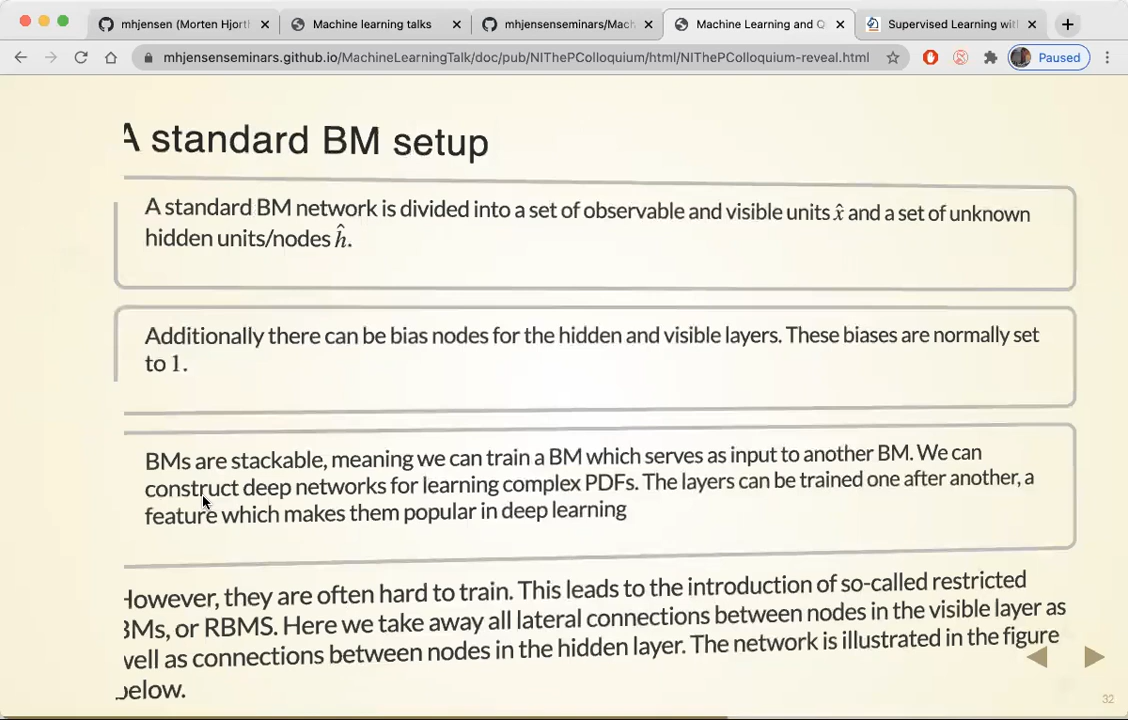 mhjensen (Morten Hjort
Machine learning talks
mhjensenseminars/Mach
Machine Learning and Q
Supervised Learning wit
mhjensenseminars.github.io/MachineLearningTalk/doc/pub/NIThePColloquium/html/NIThePColloquium-reveal.html
Paused
A standard BM setup
A standard BM network is divided into a set of observable and visible units x̂ and a set of unknown
hidden units/nodes ĥ.
Additionally there can be bias nodes for the hidden and visible layers. These biases are normally set
to 1.
BMs are stackable, meaning we can train a BM which serves as input to another BM. We can
construct deep networks for learning complex PDFs. The layers can be trained one after another, a
feature which makes them popular in deep learning
However, they are often hard to train. This leads to the introduction of so-called restricted
BMs, or RBMS. Here we take away all lateral connections between nodes in the visible layer as
well as connections between nodes in the hidden layer. The network is illustrated in the figure
below.
32